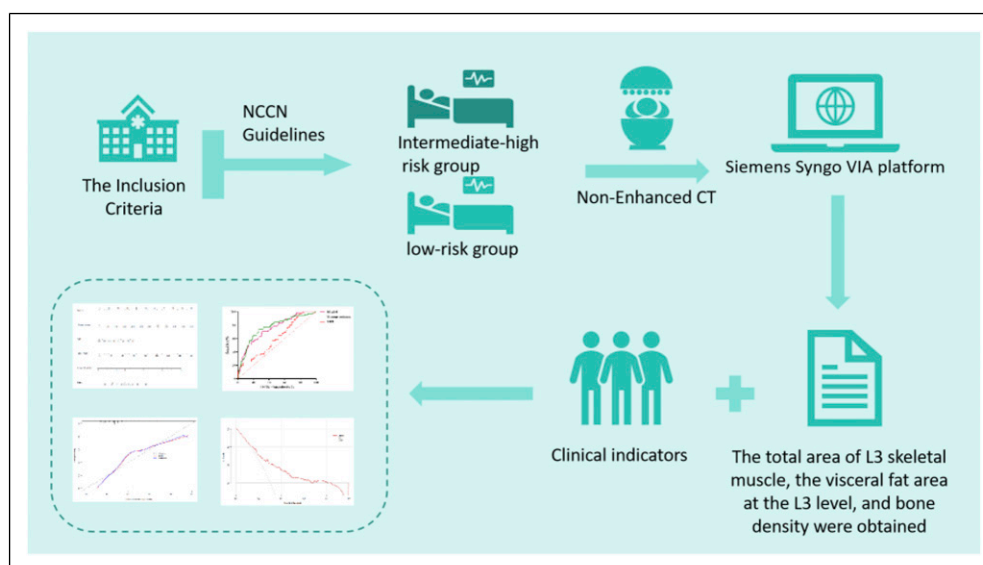 NCCN
Guidelines
The Inclusion
Criteria
Intermediate-high
risk group
low-risk group
Non-Enhanced CT
Siemens Syngo VIA platform
Clinical indicators
The total area of L3 skeletal
muscle, the visceral fat area
at the L3 level, and bone
density were obtained